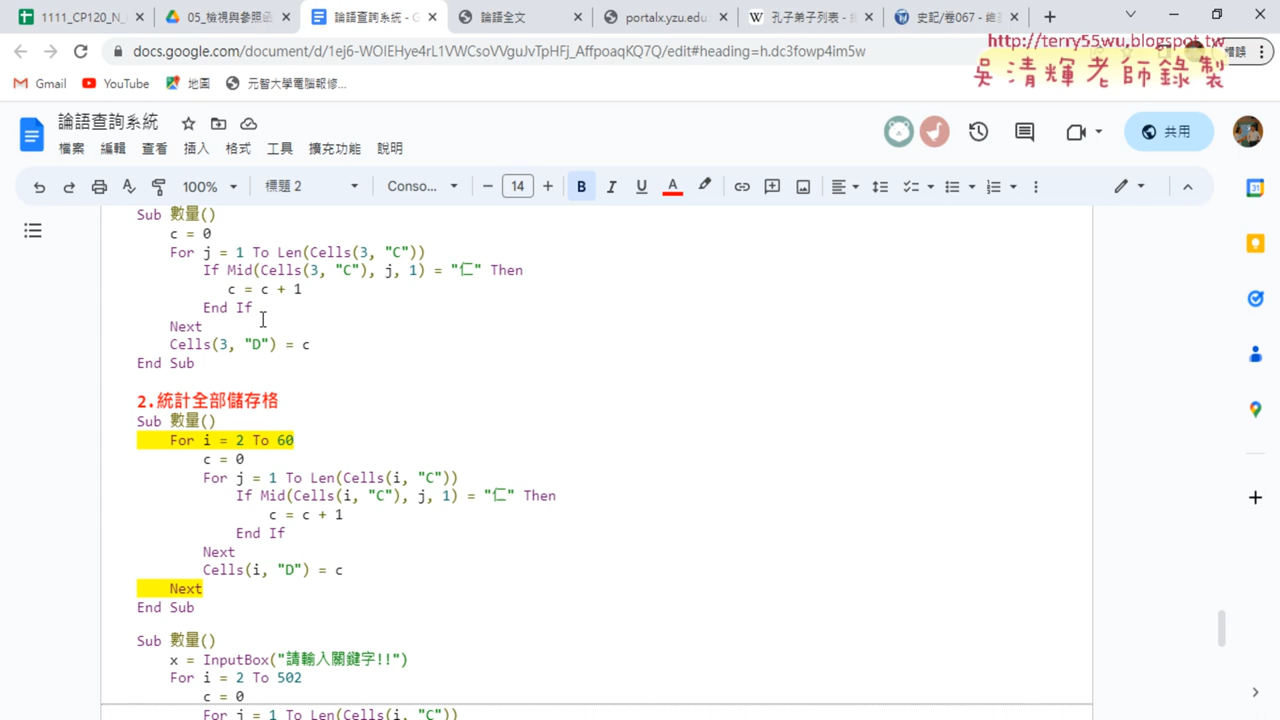 1111_CP120_N_
05_檢視與參照函
論語查詢系統 - G
論語全文
portalx.yzu.edu.
孔子弟子列表 - 維
史記/卷067 - 維基
docs.google.com/document/d/1ej6-WOIEHye4rL1VWCsoVVguJvTpHFj_AffpoaqKQ7Q/edit#heading=h.dc3fowp4im5w
http://terry55wu.blogspot.tw
吳清輝老師錄製
Gmail
YouTube
地圖
元智大學電腦報...
論語查詢系統
檔案 編輯 查看 插入 格式 工具 擴充功能 說明
共用
100% 標題 2 Conso... 14 B I U A
Sub 數量()
c = 0
For j = 1 To Len(Cells(3, "C"))
If Mid(Cells(3, "C"), j, 1) = "仁" Then
c = c + 1
End If
Next
Cells(3, "D") = c
End Sub
2.統計全部儲存格
Sub 數量()
For i = 2 To 60
c = 0
For j = 1 To Len(Cells(i, "C"))
If Mid(Cells(i, "C"), j, 1) = "仁" Then
c = c + 1
End If
Next
Cells(i, "D") = c
Next
End Sub
Sub 數量()
x = InputBox("請輸入關鍵字!!")
For i = 2 To 502
c = 0
For j = 1 To Len(Cells(i, "C"))